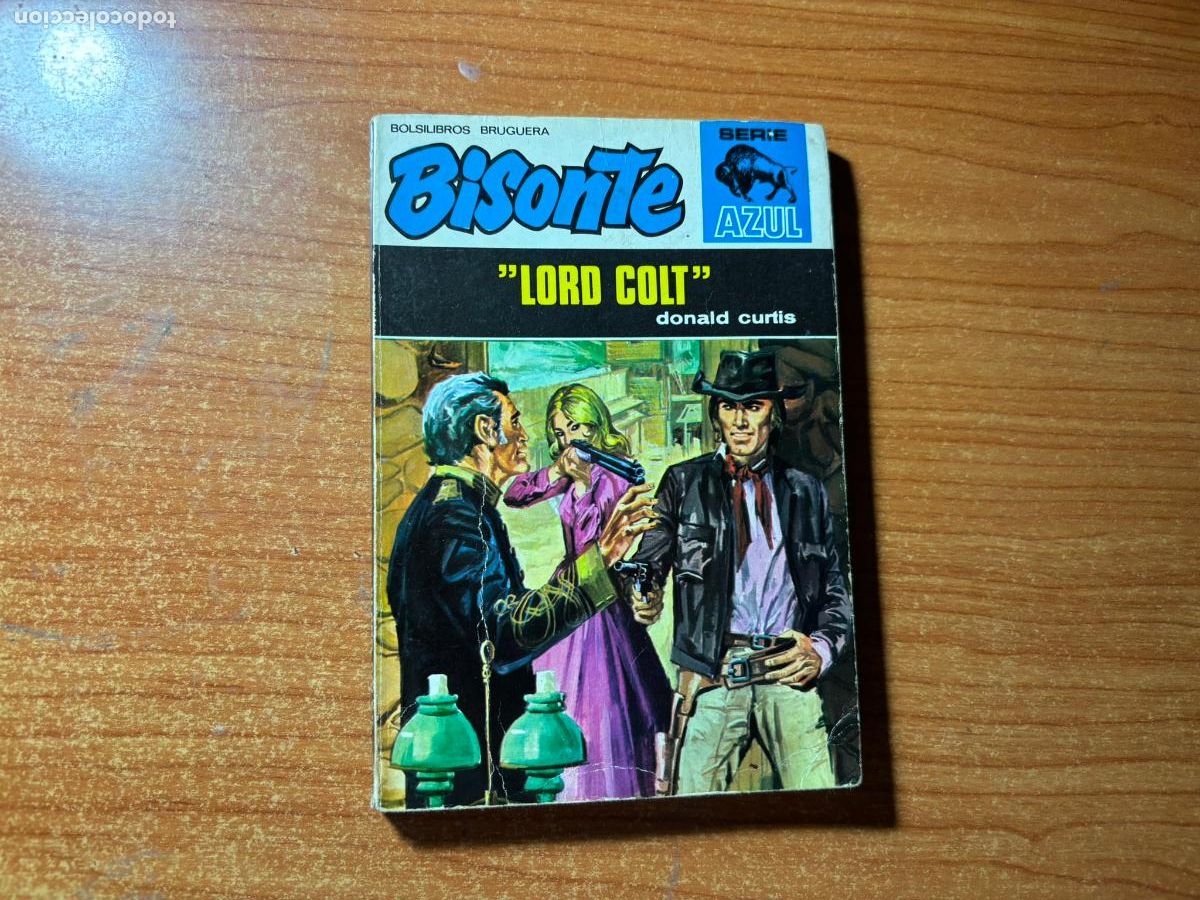 todocoleccion
BOLSILIBROS BRUGUERA
Bisonte
SERIE
AZUL
"LORD COLT"
donald curtis